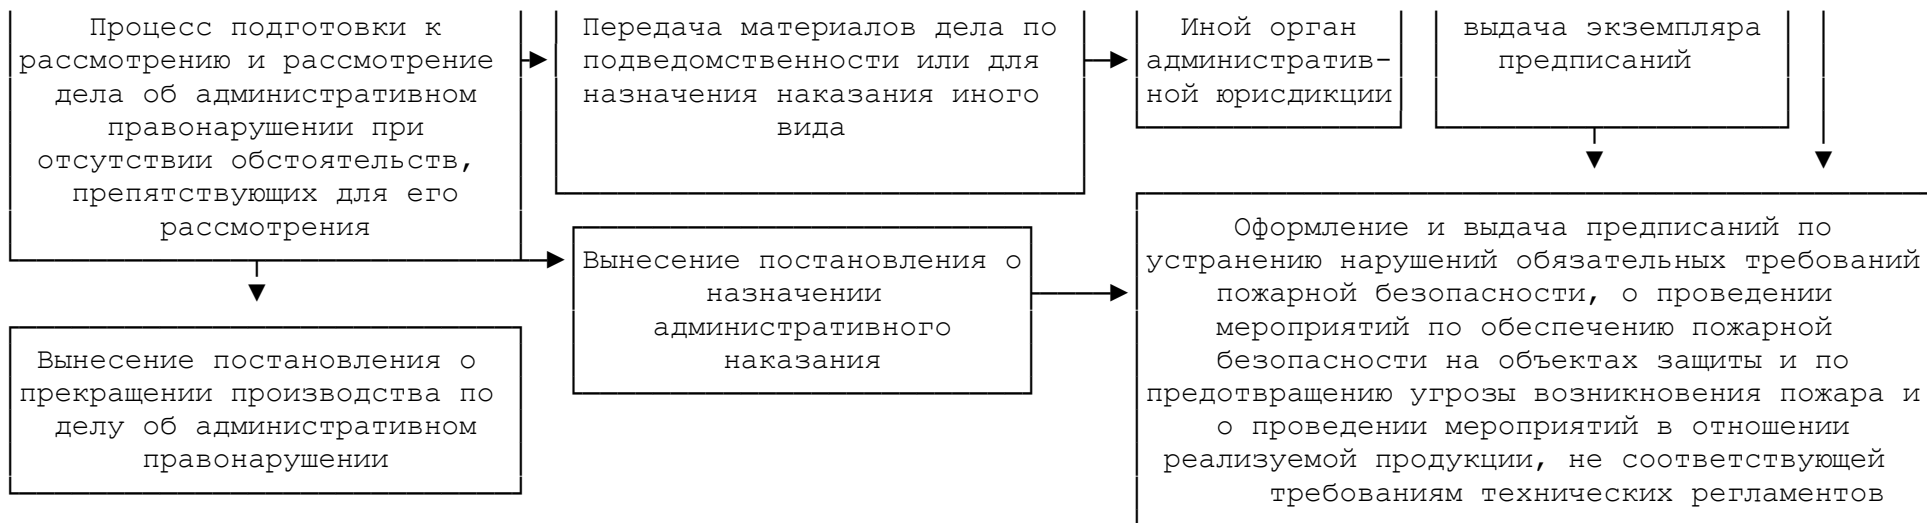 Процесс подготовки к
рассмотрению и рассмотрение
дела об административном
правонарушении при
отсутствии обстоятельств,
препятствующих для его
рассмотрения
Передача материалов дела по
подведомственности или для
назначения наказания иного
вида
Иной орган
административ-
ной юрисдикции
выдача экземпляра
предписаний
Вынесение постановления о
назначении
административного
наказания
Вынесение постановления о
прекращении производства по
делу об административном
правонарушении
Оформление и выдача предписаний по
устранению нарушений обязательных требований
пожарной безопасности, о проведении
мероприятий по обеспечению пожарной
безопасности на объектах защиты и по
предотвращению угрозы возникновения пожара и
о проведении мероприятий в отношении
реализуемой продукции, не соответствующей
требованиям технических регламентов